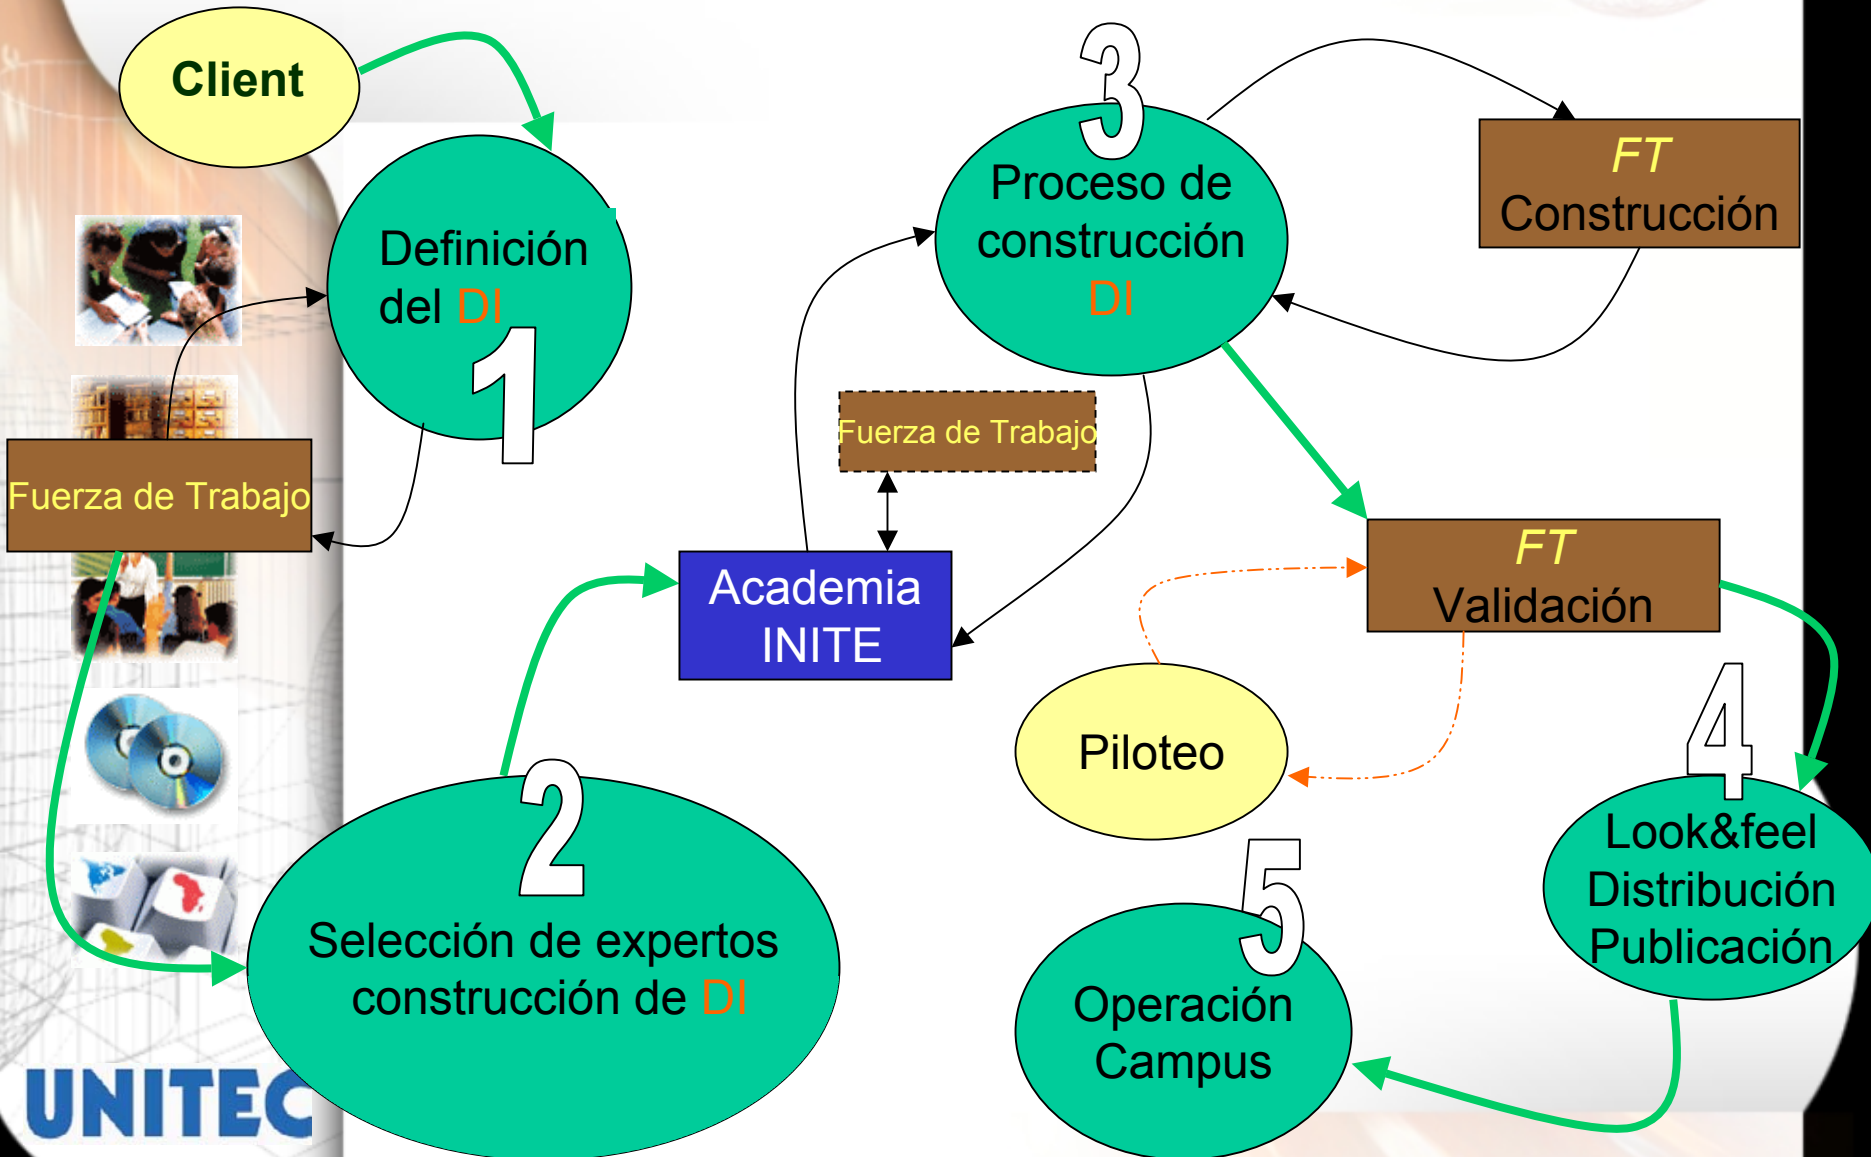 Client
Definición
del DI
1
Fuerza de Trabajo
2
Selección de expertos
construcción de DI
Academia
INITE
Fuerza de Trabajo
3
Proceso de
construcción
DI
FT
Construcción
FT
Validación
Piloteo
4
Look&feel
Distribución
Publicación
5
Operación
Campus
UNITEC